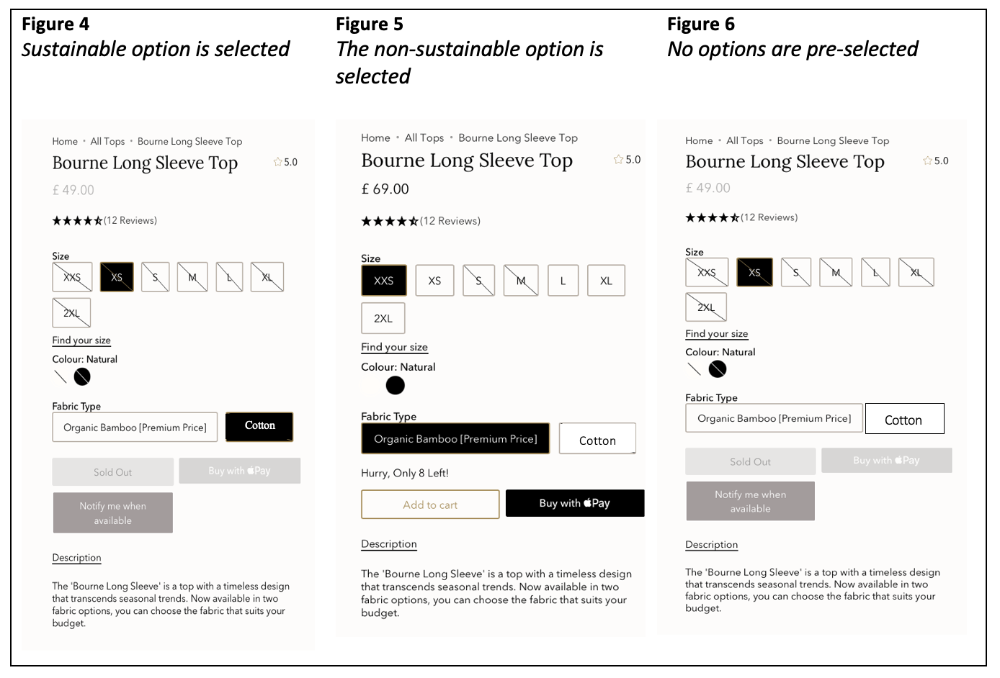 Figure 4
Sustainable option is selected
Home • All Tops • Bourne Long Sleeve Top
Bourne Long Sleeve Top
5.0
£ 49.00
(12 Reviews)
Size
XXS XS S M L XL
2XL
Find your size
Colour: Natural
Fabric Type
Organic Bamboo [Premium Price] Cotton
Sold Out Buy with Pay
Notify me when
available
Description
The 'Bourne Long Sleeve' is a top with a timeless design
that transcends seasonal trends. Now available in two
fabric options, you can choose the fabric that suits your
budget.
Figure 5
The non-sustainable option is
selected
Home • All Tops • Bourne Long Sleeve Top
Bourne Long Sleeve Top
5.0
£ 69.00
(12 Reviews)
Size
XXS XS S M L XL
2XL
Find your size
Colour: Natural
Fabric Type
Organic Bamboo [Premium Price] Cotton
Hurry, Only 8 Left!
Add to cart Buy with Pay
Description
The 'Bourne Long Sleeve' is a top with a timeless design
that transcends seasonal trends. Now available in two
fabric options, you can choose the fabric that suits your
budget.
Figure 6
No options are pre-selected
Home • All Tops • Bourne Long Sleeve Top
Bourne Long Sleeve Top
5.0
£ 49.00
(12 Reviews)
Size
XXS XS S M L XL
2XL
Find your size
Colour: Natural
Fabric Type
Organic Bamboo [Premium Price] Cotton
Sold Out Buy with Pay
Notify me when
available
Description
The 'Bourne Long Sleeve' is a top with a timeless design
that transcends seasonal trends. Now available in two
fabric options, you can choose the fabric that suits your
budget.